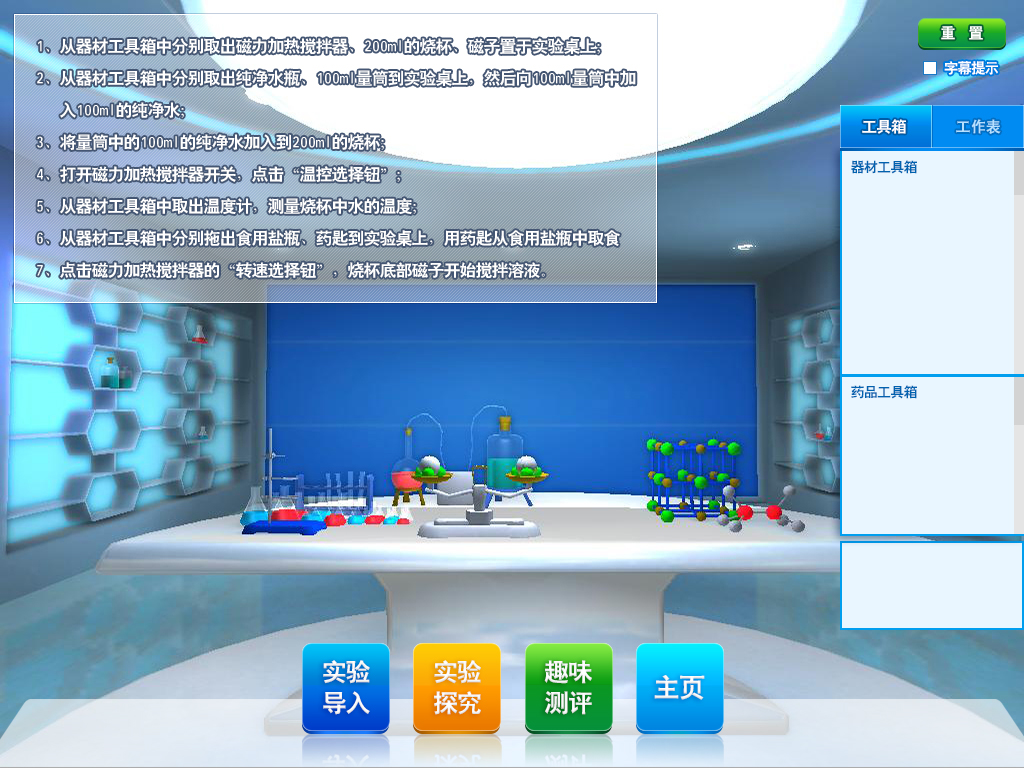 1、从器材工具箱中分别取出磁力加热搅拌器、200ml的烧杯、磁子置于实验桌上;
2、从器材工具箱中分别取出纯净水瓶、100ml量筒到实验桌上，然后向100ml量筒中加
入100ml的纯净水;
3、将量筒中的100ml的纯净水加入到200ml的烧杯;
4、打开磁力加热搅拌器开关，点击“温控选择钮”;
5、从器材工具箱中取出温度计，测量烧杯中水的温度;
6、从器材工具箱中分别拖出食用盐瓶、药匙到实验桌上，用药匙从食用盐瓶中取食
7、点击磁力加热搅拌器的“转速选择钮”，烧杯底部磁子开始搅拌溶液。
重 置
字幕提示
工具箱 工作表
器材工具箱
药品工具箱
实验
导入
实验
探究
趣味
测评
主页